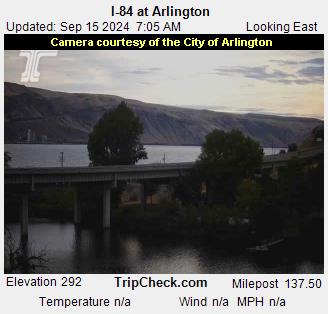 I-84 at Arlington
Updated: Sep 15 2024 7:05 AM Looking East
Camera courtesy of the City of Arlington
Elevation 292 TripCheck.com Milepost 137.50
Temperature n/a Wind n/a MPH n/a